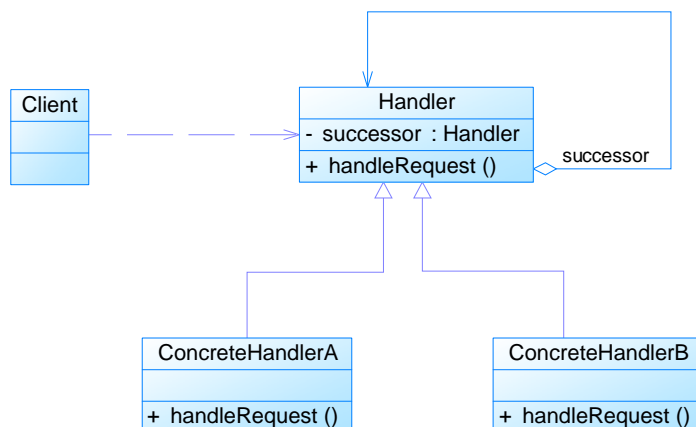 Client
Handler
- successor : Handler
+ handleRequest ()
successor
ConcreteHandlerA
+ handleRequest ()
ConcreteHandlerB
+ handleRequest ()